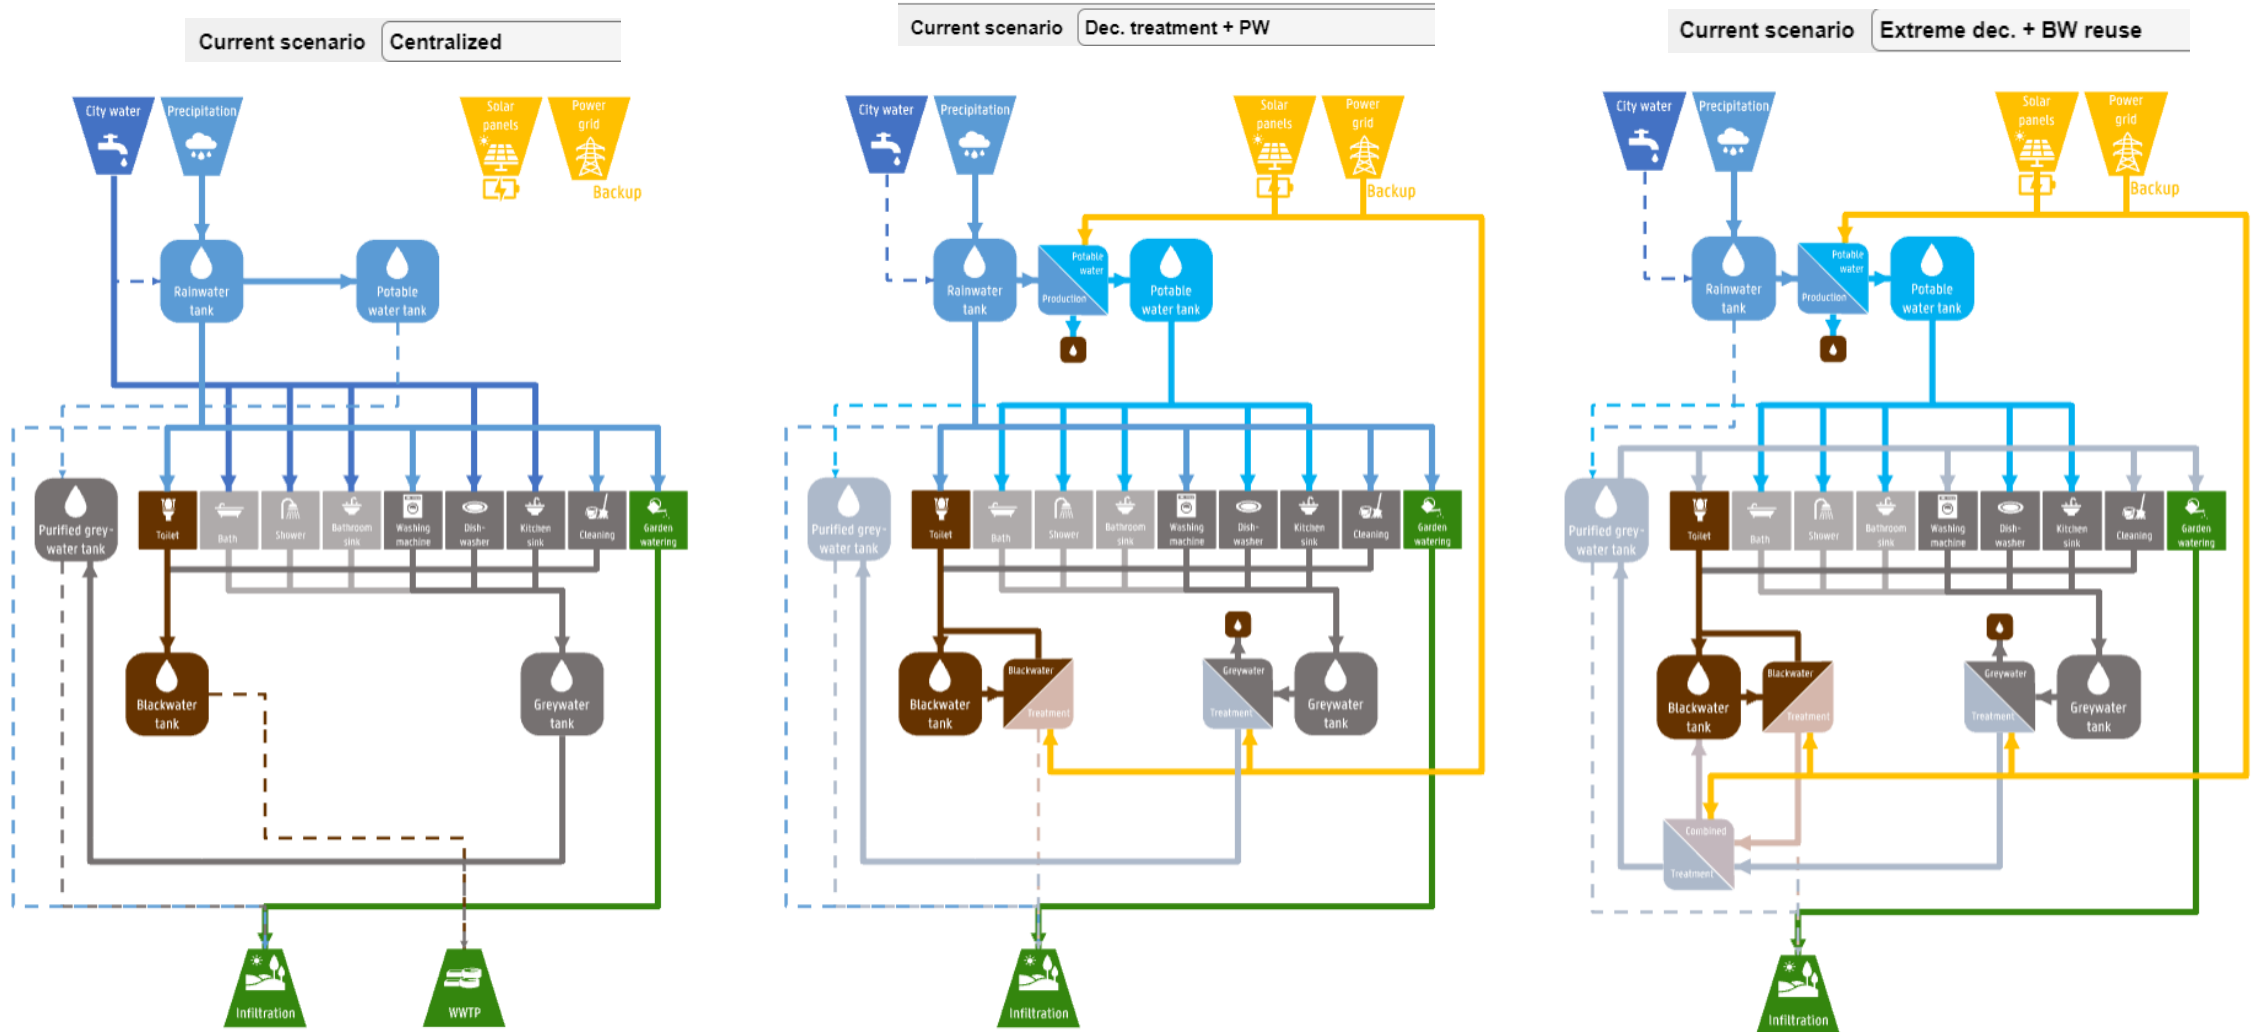 Current scenario Centralized
City water
Precipitation
Solar
panels
Power
grid
Backup
Rainwater
tank
Potable
water tank
Purified grey-
water tank
Toilet
Bath
Shower
Bathroom
sink
Washing
machine
Dish-
washer
Kitchen
sink
Cleaning
Garden
watering
Blackwater
tank
Greywater
tank
Infiltration
WWTP
Current scenario Dec. treatment + PW
City water
Precipitation
Solar
panels
Power
grid
Backup
Rainwater
tank
Potable
water
Production
Potable
water tank
Purified grey-
water tank
Toilet
Bath
Shower
Bathroom
sink
Washing
machine
Dish-
washer
Kitchen
sink
Cleaning
Garden
watering
Blackwater
tank
Blackwater
Treatment
Greywater
Treatment
Greywater
tank
Infiltration
Current scenario Extreme dec. + BW reuse
City water
Precipitation
Solar
panels
Power
grid
Backup
Rainwater
tank
Potable
water
Production
Potable
water tank
Purified grey-
water tank
Toilet
Bath
Shower
Bathroom
sink
Washing
machine
Dish-
washer
Kitchen
sink
Cleaning
Garden
watering
Blackwater
tank
Blackwater
Treatment
Greywater
Treatment
Greywater
tank
Combined
Treatment
Infiltration